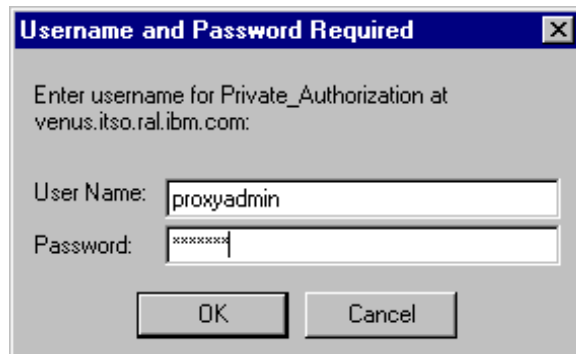 Username and Password Required
Enter username for Private_Authorization at
venus.itso.ral.ibm.com:
User Name: proxyadmin
Password: *******
OK Cancel